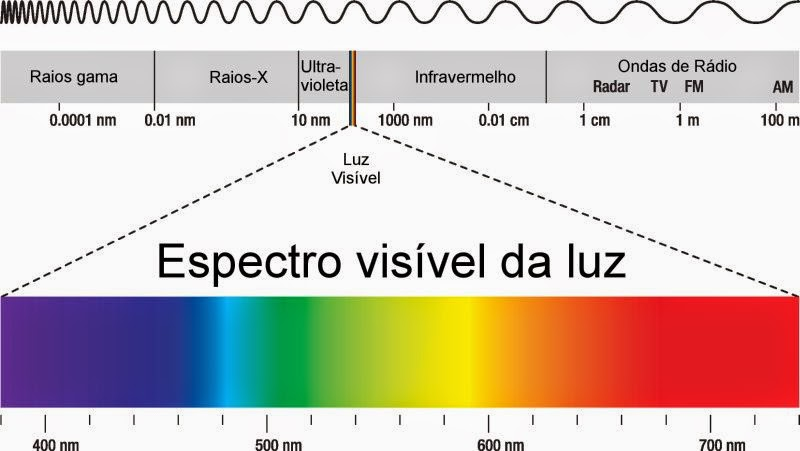 Raios gama
Raios-X
Ultra-
violeta
Infravermelho
Ondas de Rádio
Radar TV FM AM
0.0001 nm 0.01 nm 10 nm 1000 nm 0.01 cm 1 cm 1 m 100 m
Luz
Visível
Espectro visível da luz
400 nm 500 nm 600 nm 700 nm